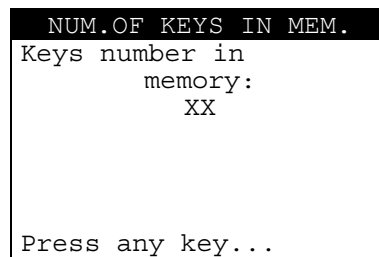 NUM.OF KEYS IN MEM.
Keys number in
memory:
XX
Press any key...